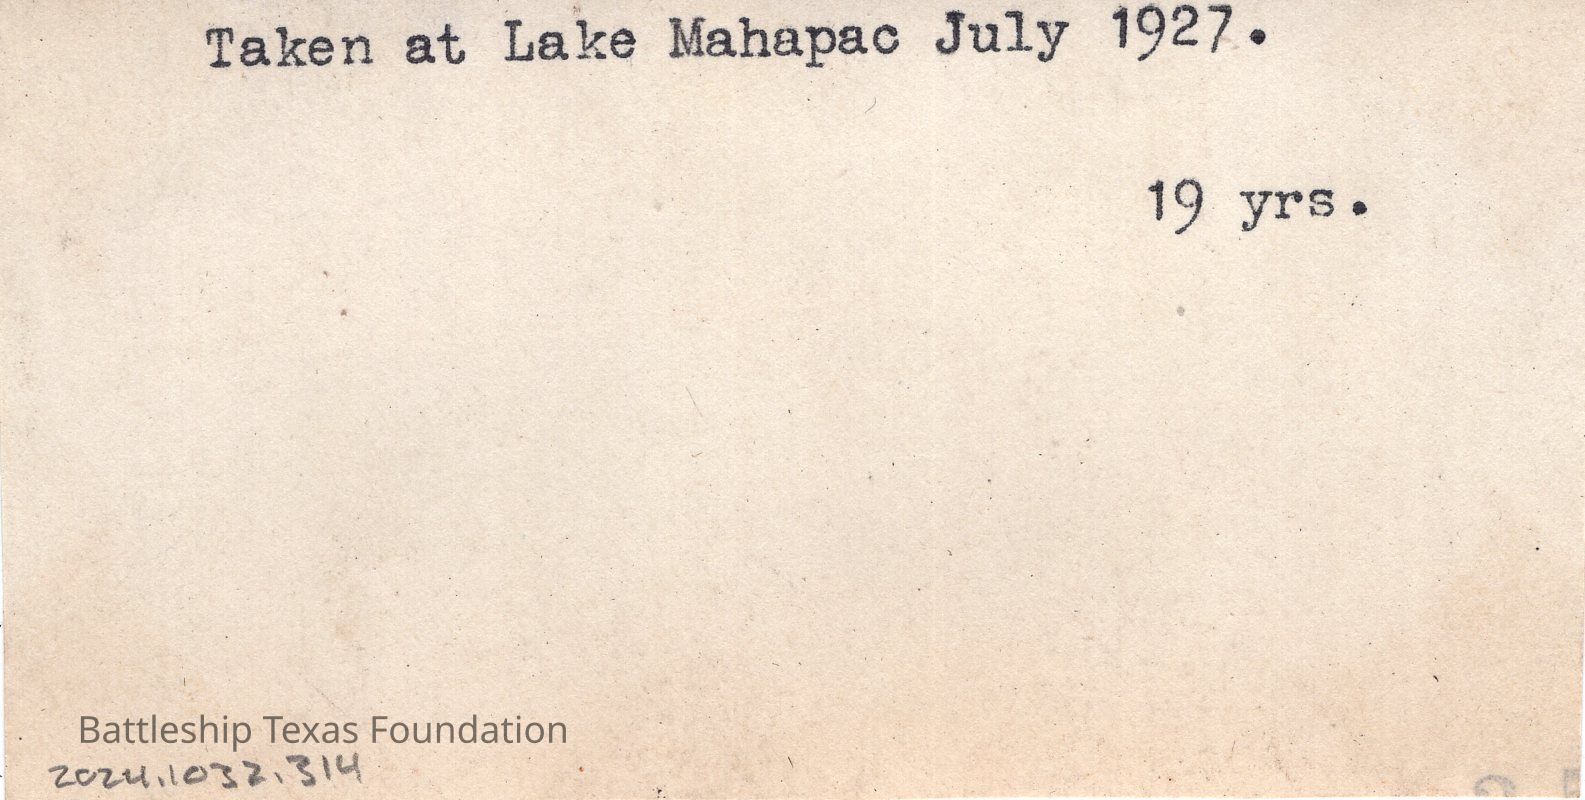 Taken at Lake Mahapac July 1927.
19 yrs.
Battleship Texas Foundation
2024.1032.314